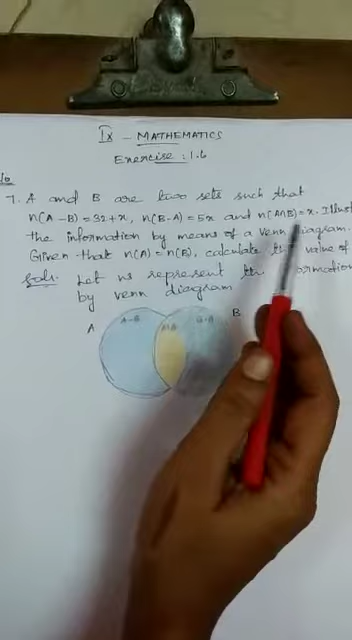 IX - MATHEMATICS
Exercise : 1.6
7. A and B are two sets such that
n(A-B) = 32+x, n(B-A) = 5x and n(A∩B) = x. Illust
the information by means of a venn diagram.
Given that n(A) = n(B), calculate the value of
Soln: Let us represent the formation
by venn diagram
A A-B A∩B B-A B